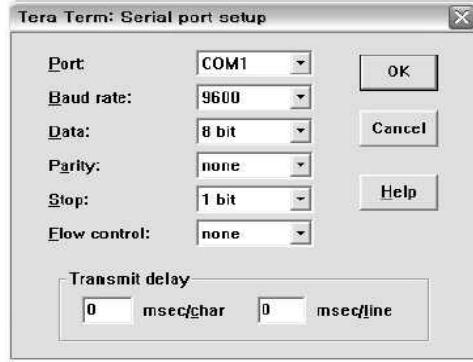 Tera Term: Serial port setup
Port: COM1
OK
Baud rate: 9600
Data: 8 bit
Cancel
Parity: none
Stop: 1 bit
Help
Flow control: none
Transmit delay
0 msec/char 0 msec/line